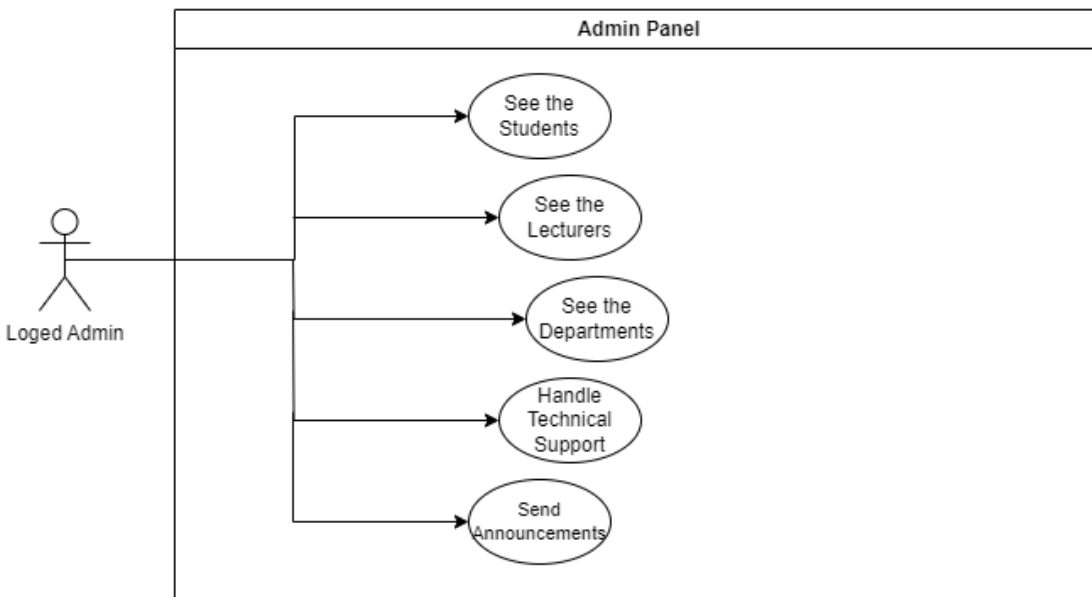 Admin Panel
See the
Students
See the
Lecturers
Loged Admin
See the
Departments
Handle
Technical
Support
Send
Announcements